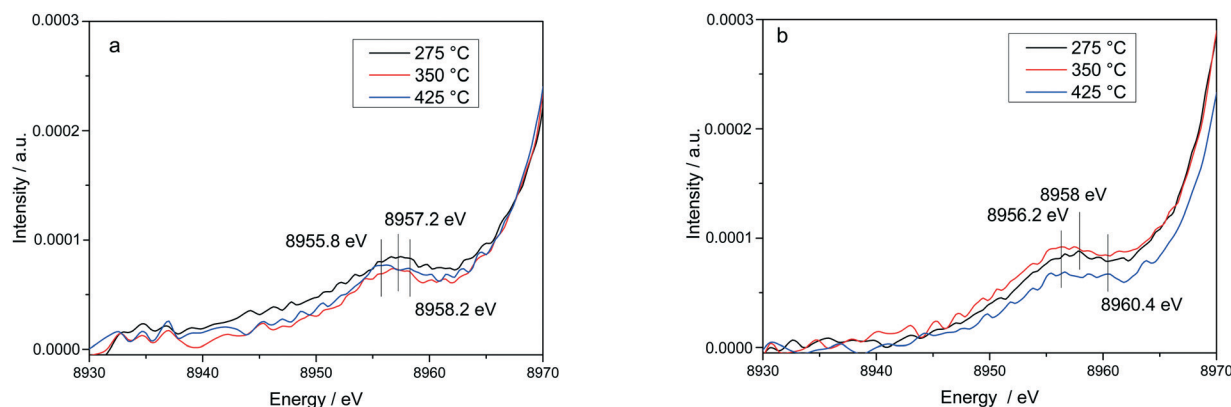 a
275 °C
350 °C
425 °C
8957.2 eV
8955.8 eV
8958.2 eV
0.0003
0.0002
0.0001
0.0000
Intensity / a.u.
8930
8940
8950
8960
8970
Energy / eV
b
275 °C
350 °C
425 °C
8958 eV
8956.2 eV
8960.4 eV
0.0003
0.0002
0.0001
0.0000
Intensity / a.u.
8930
8940
8950
8960
8970
Energy / eV